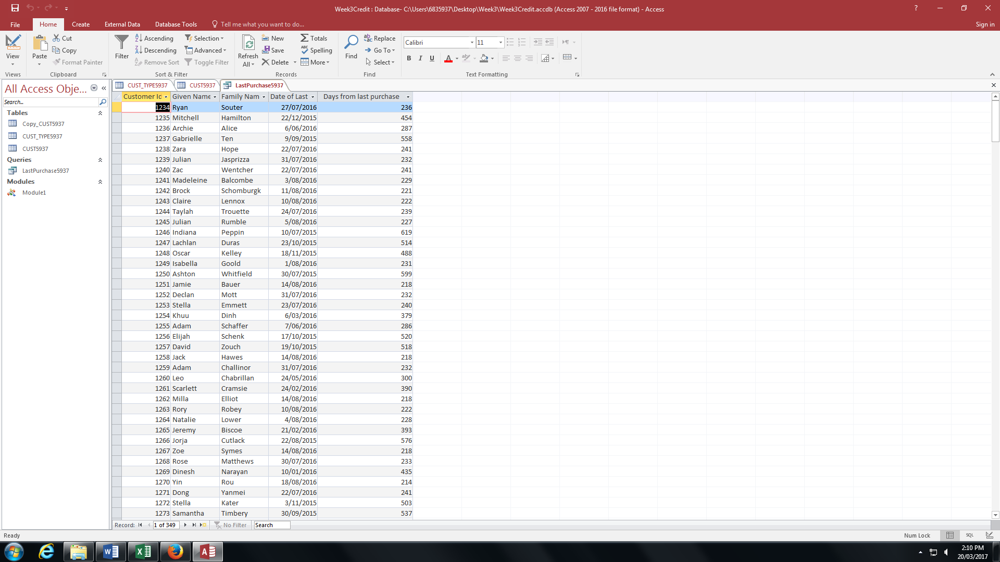 Week3Credit : Database- C:\Users\6835937\Desktop\Week3\Week3Credit.accdb (Access 2007 - 2016 file format) - Access
?
File Home Create External Data Database Tools Tell me what you want to do... Sign in
View
Views
Paste
Cut
Copy
Format Painter
Clipboard
Filter
Ascending
Descending
Remove Sort
Selection
Advanced
Toggle Filter
Sort & Filter
Refresh All
New
Save
Delete
Totals
Spelling
More
Records
Find
Replace
Go To
Select
Find
Calibri 11
B I U A
Text Formatting
All Access Obje...
Search...
Tables
Copy_CUST5937
CUST_TYPE5937
CUST5937
Queries
LastPurchase5937
Modules
Module1
CUST_TYPE5937 CUST5937 LastPurchase5937
Customer Id Given Name Family Nam Date of Last Days from last purchase
1234 Ryan Souter 27/07/2016 236
1235 Mitchell Hamilton 22/12/2015 454
1236 Archie Alice 6/06/2016 287
1237 Gabrielle Ten 9/09/2015 558
1238 Zara Hope 22/07/2016 241
1239 Julian Jasprizza 31/07/2016 232
1240 Zac Wentcher 22/07/2016 241
1241 Madeleine Balcombe 3/08/2016 229
1242 Brock Schomburgk 11/08/2016 221
1243 Claire Lennox 10/08/2016 222
1244 Taylah Trouette 24/07/2016 239
1245 Julian Rumble 5/08/2016 227
1246 Indiana Peppin 10/07/2015 619
1247 Lachlan Duras 23/10/2015 514
1248 Oscar Kelley 18/11/2015 488
1249 Isabella Goold 1/08/2016 231
1250 Ashton Whitfield 30/07/2015 599
1251 Jamie Bauer 14/08/2016 218
1252 Declan Mott 31/07/2016 232
1253 Stella Emmett 23/07/2016 240
1254 Khuu Dinh 6/03/2016 379
1255 Adam Schaffer 7/06/2016 286
1256 Elijah Schenk 17/10/2015 520
1257 David Zouch 19/10/2015 518
1258 Jack Hawes 14/08/2016 218
1259 Adam Challinor 31/07/2016 232
1260 Leo Chabrillan 24/05/2016 300
1261 Scarlett Cramsie 24/02/2016 390
1262 Milla Elliot 14/08/2016 218
1263 Rory Robey 10/08/2016 222
1264 Natalie Lower 4/08/2016 228
1265 Jeremy Biscoe 21/02/2016 393
1266 Jorja Cutlack 22/08/2015 576
1267 Zoe Symes 14/08/2016 218
1268 Rose Matthews 30/07/2016 233
1269 Dinesh Narayan 10/01/2016 435
1270 Yin Rou 18/08/2016 214
1271 Dong Yanmei 22/07/2016 241
1272 Stella Kater 3/11/2015 503
1273 Samantha Timbery 30/09/2015 537
Record: 1 of 349 No Filter Search
Ready Num Lock SQL
2:10 PM
20/03/2017